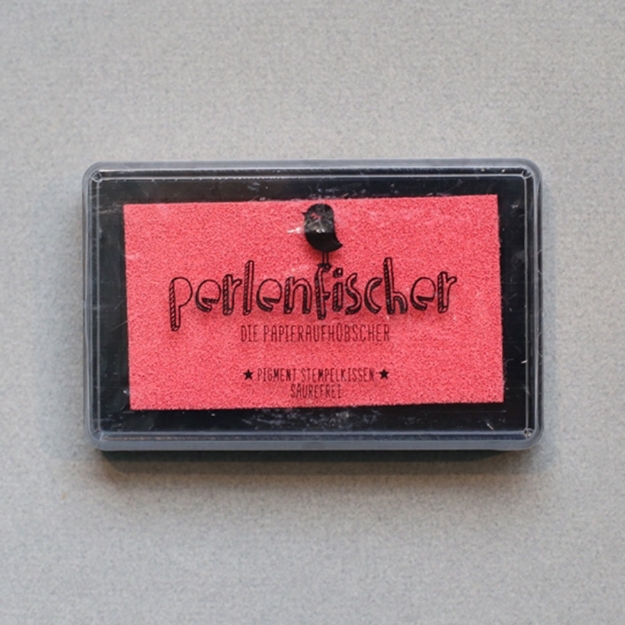 perlenfischer
DIE PAPIERAUFHÜBSCHER
★ PIGMENT STEMPELKISSEN ★
SÄUREFREI